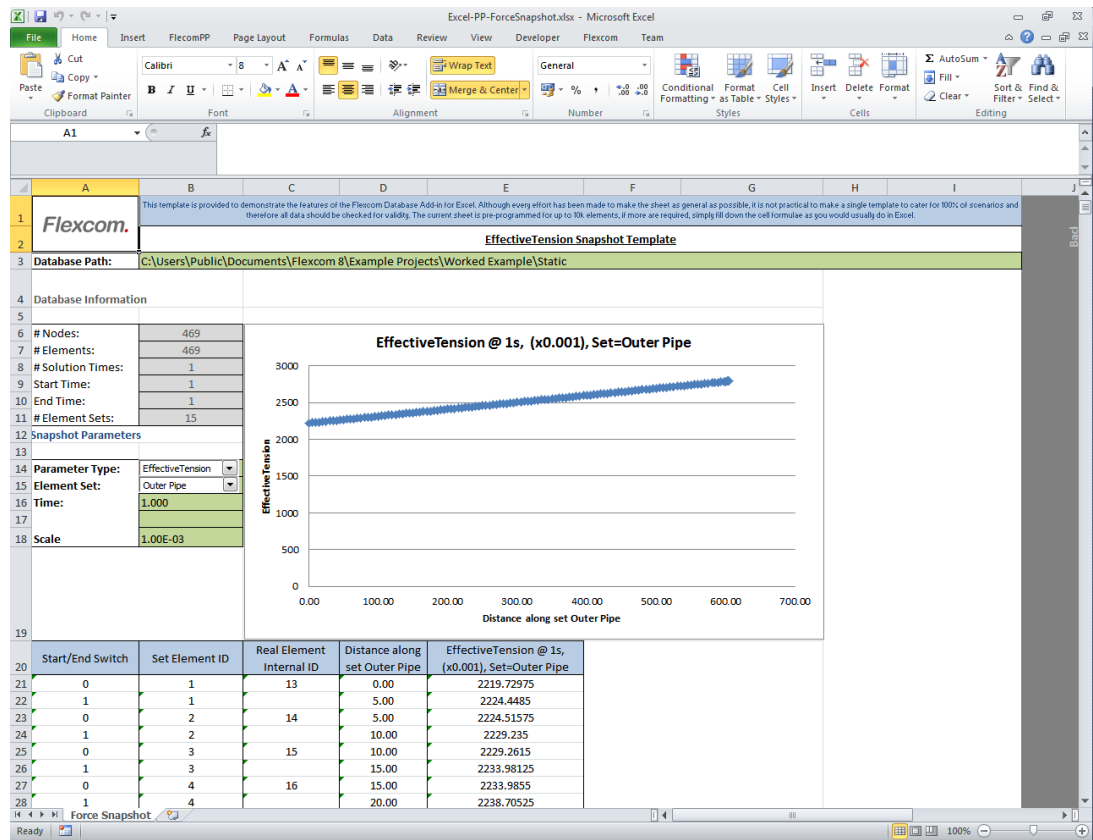 Excel-PP-ForceSnapshot.xlsx - Microsoft Excel
File Home Insert FlecomPP Page Layout Formulas Data Review View Developer Flexcom Team
Paste
Cut
Copy
Format Painter
Clipboard
Calibri 8
B I U
Font
Wrap Text
Merge & Center
Alignment
General
Number
Conditional Formatting
Format as Table
Cell Styles
Styles
Insert Delete Format
Cells
Σ AutoSum
Fill
Clear
Sort & Filter
Find & Select
Editing
A1 fx
A B C D E F G H I J
1 Flexcom. This template is provided to demonstrate the features of the Flexcom Database Add-in for Excel. Although every effort has been made to make the sheet as general as possible, it is not practical to make a single template to cater for 100% of scenarios and
therefore all data should be checked for validity. The current sheet is pre-programmed for up to 10k elements, if more are required, simply fill down the cell formulae as you would usually do in Excel.
Bacl
2 EffectiveTension Snapshot Template
3 Database Path: C:\Users\Public\Documents\Flexcom 8\Example Projects\Worked Example\Static
4 Database Information
5
6 # Nodes: 469
7 # Elements: 469
8 # Solution Times: 1
9 Start Time: 1
10 End Time: 1
11 # Element Sets: 15
12 Snapshot Parameters
13
14 Parameter Type: EffectiveTension
15 Element Set: Outer Pipe
16 Time: 1.000
17
18 Scale 1.00E-03
19
EffectiveTension @ 1s, (x0.001), Set=Outer Pipe
3000
2500
2000
1500
1000
500
0
EffectiveTension
0.00 100.00 200.00 300.00 400.00 500.00 600.00 700.00
Distance along set Outer Pipe
20 Start/End Switch Set Element ID Real Element Internal ID Distance along set Outer Pipe EffectiveTension @ 1s, (x0.001), Set=Outer Pipe
21 0 1 13 0.00 2219.72975
22 1 1 5.00 2224.4485
23 0 2 14 5.00 2224.51575
24 1 2 10.00 2229.235
25 0 3 15 10.00 2229.2615
26 1 3 15.00 2233.98125
27 0 4 16 15.00 2233.9855
28 1 4 20.00 2238.70525
Force Snapshot
Ready 100%